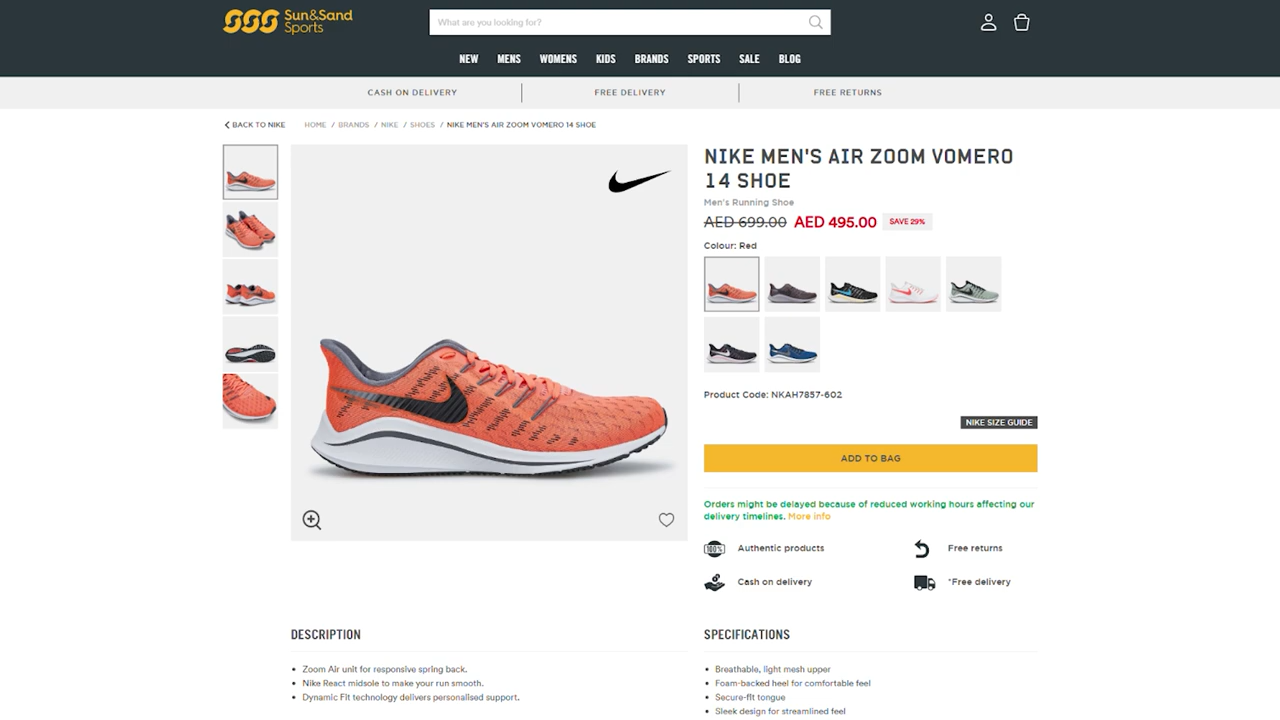 SSS Sun&Sand
Sports
What are you looking for?
NEW MENS WOMENS KIDS BRANDS SPORTS SALE BLOG
CASH ON DELIVERY FREE DELIVERY FREE RETURNS
BACK TO NIKE HOME / BRANDS / NIKE / SHOES / NIKE MEN'S AIR ZOOM VOMERO 14 SHOE
NIKE MEN'S AIR ZOOM VOMERO
14 SHOE
Men's Running Shoe
AED 699.00 AED 495.00 SAVE 29%
Colour: Red
Product Code: NKAH7857-602
NIKE SIZE GUIDE
ADD TO BAG
Orders might be delayed because of reduced working hours affecting our
delivery timelines. More info
100% Authentic products
Free returns
Cash on delivery
*Free delivery
DESCRIPTION
• Zoom Air unit for responsive spring back.
• Nike React midsole to make your run smooth.
• Dynamic Fit technology delivers personalised support.
SPECIFICATIONS
• Breathable, light mesh upper
• Foam-backed heel for comfortable feel
• Secure-fit tongue
• Sleek design for streamlined feel